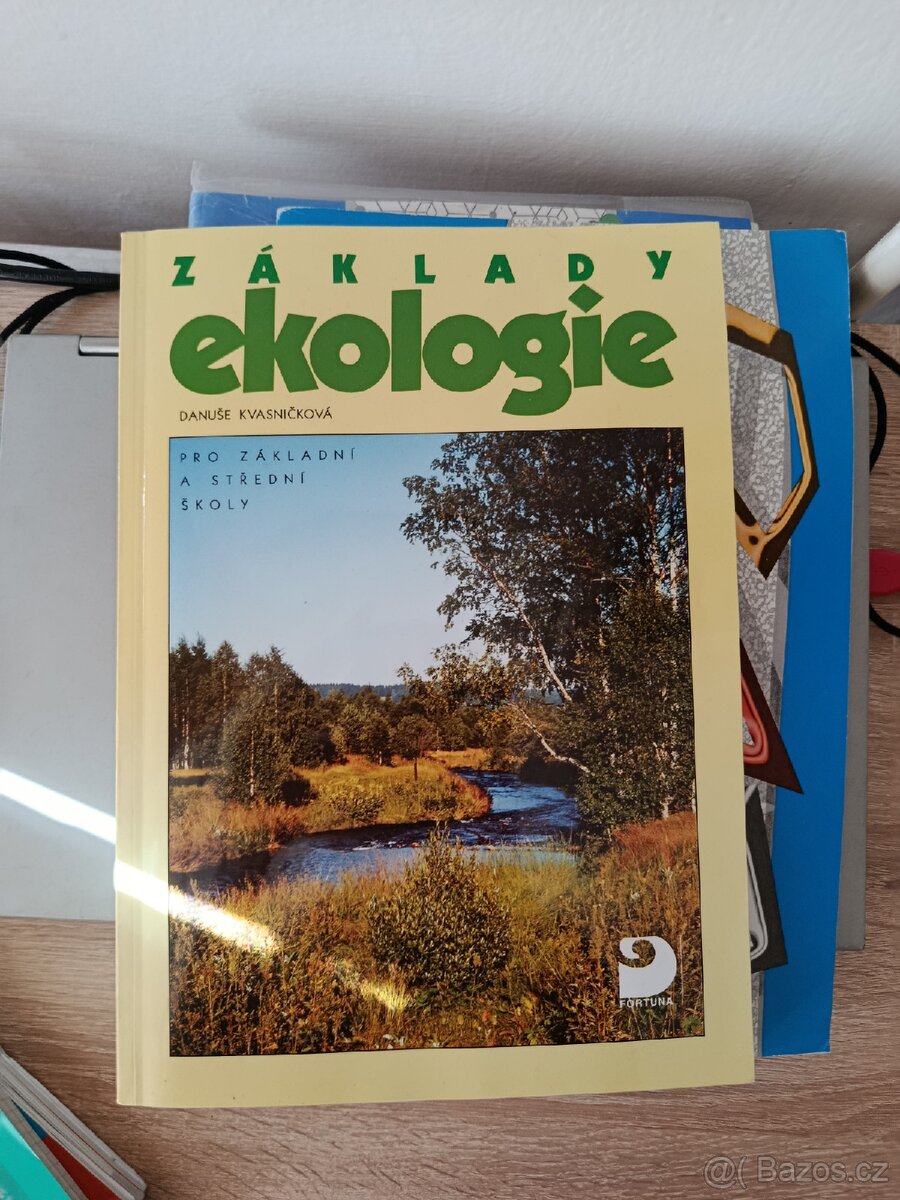 ZÁKLADY
ekologie
DANUŠE KVASNIČKOVÁ
PRO ZÁKLADNÍ
A STŘEDNÍ
ŠKOLY
FORTUNA
@( Bazos.cz